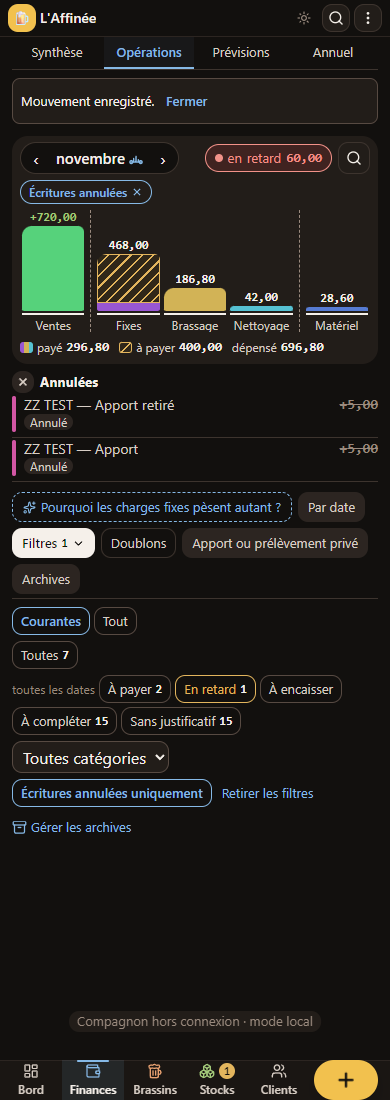 L'Affinée
Synthèse Opérations Prévisions Annuel
Mouvement enregistré. Fermer
‹ novembre › en retard 60,00
Écritures annulées ×
+720,00
468,00
186,80
42,00
28,60
Ventes Fixes Brassage Nettoyage Matériel
payé 296,80 à payer 400,00 dépensé 696,80
× Annulées
ZZ TEST — Apport retiré +5,00
Annulé
ZZ TEST — Apport +5,00
Annulé
Pourquoi les charges fixes pèsent autant ? Par date
Filtres 1 Doublons Apport ou prélèvement privé
Archives
Courantes Tout
Toutes 7
toutes les dates À payer 2 En retard 1 À encaisser
À compléter 15 Sans justificatif 15
Toutes catégories
Écritures annulées uniquement Retirer les filtres
Gérer les archives
Compagnon hors connexion · mode local
1
Bord Finances Brassins Stocks Clients +